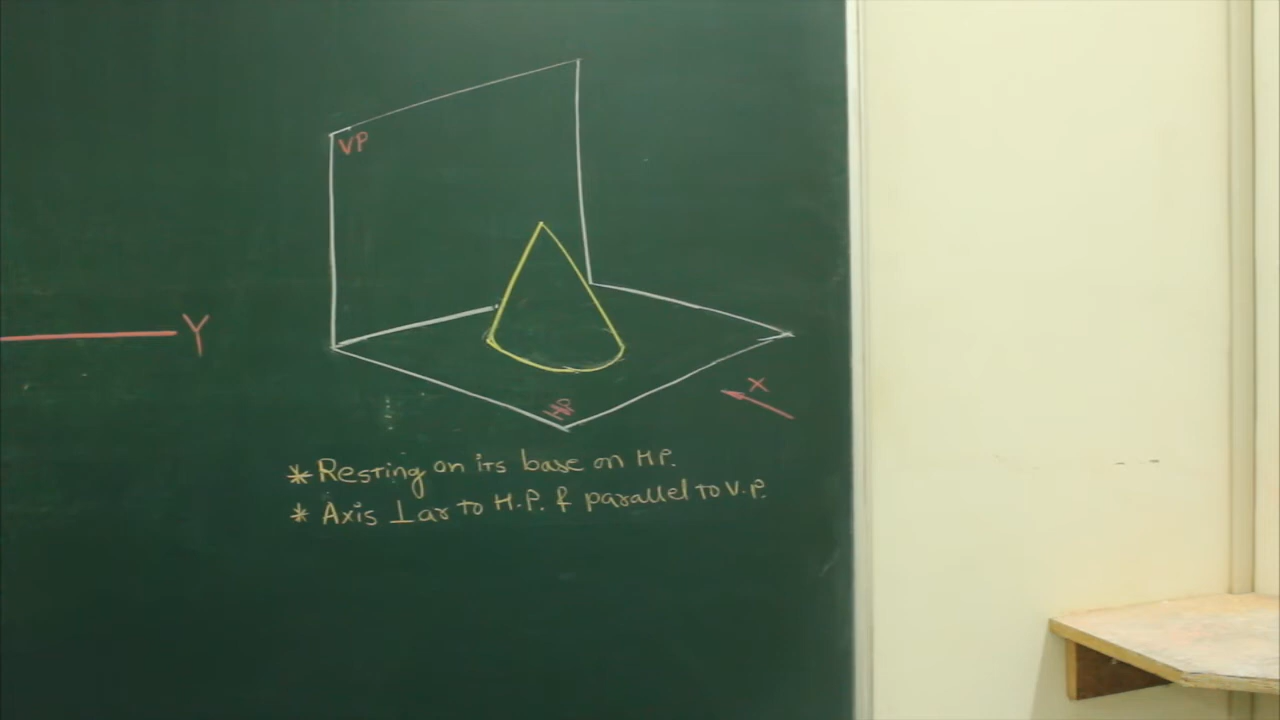 VP
Y
X
HP
* Resting on its base on H.P.
* Axis ⊥ar to H.P. & parallel to V.P.